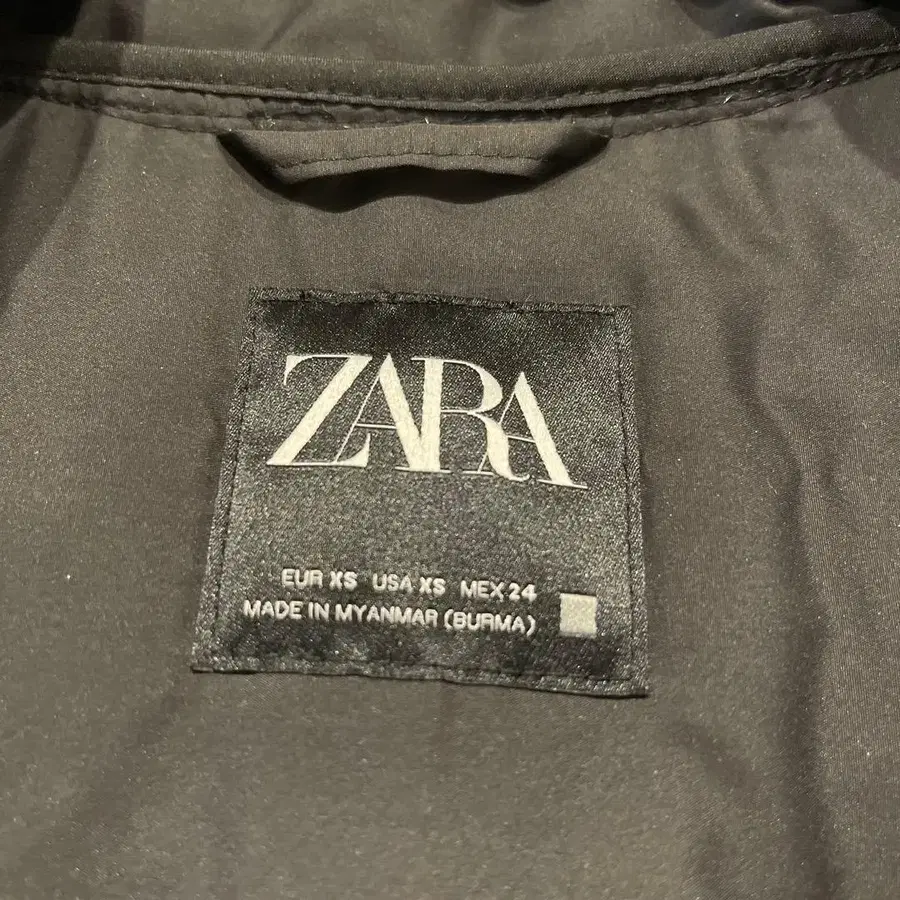 ZARA
EUR XS USA XS MEX 24
MADE IN MYANMAR (BURMA)